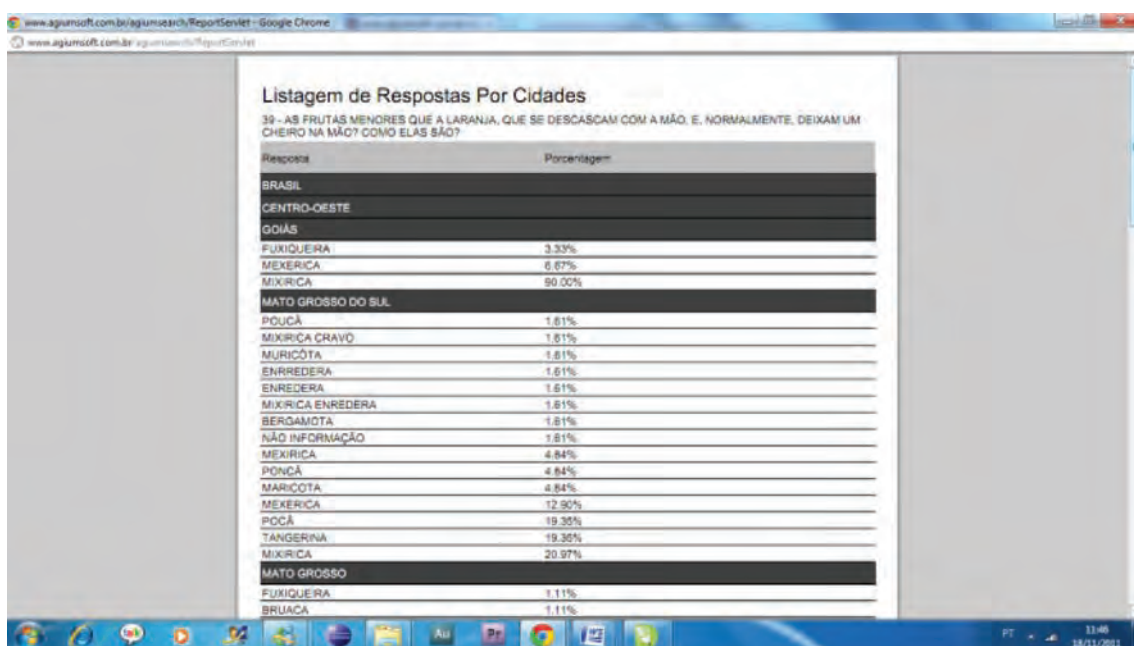 www.agiumsoft.com.br/agiumsearch/ReportServlet - Google Chrome
www.agiumsoft.com.br/agiumsearch/ReportServlet
Listagem de Respostas Por Cidades
39 - AS FRUTAS MENORES QUE A LARANJA, QUE SE DESCASCAM COM A MÃO, E, NORMALMENTE, DEIXAM UM
CHEIRO NA MÃO? COMO ELAS SÃO?
Resposta Porcentagem
BRASIL
CENTRO-OESTE
GOIÁS
FUXIQUEIRA 3.33%
MEXERICA 6.67%
MIXIRICA 90.00%
MATO GROSSO DO SUL
POUCÃ 1.61%
MIXIRICA CRAVO 1.61%
MURICÓTA 1.61%
ENRREDERA 1.61%
ENREDERA 1.61%
MIXIRICA ENREDERA 1.61%
BERGAMOTA 1.61%
NÃO INFORMAÇÃO 1.61%
MEXIRICA 4.84%
PONCÃ 4.84%
MARICOTA 4.84%
MEXERICA 12.90%
POCÃ 19.35%
TANGERINA 19.35%
MIXIRICA 20.97%
MATO GROSSO
FUXIQUEIRA 1.11%
BRUACA 1.11%
talk Au Pr PT 11:46
18/11/2011